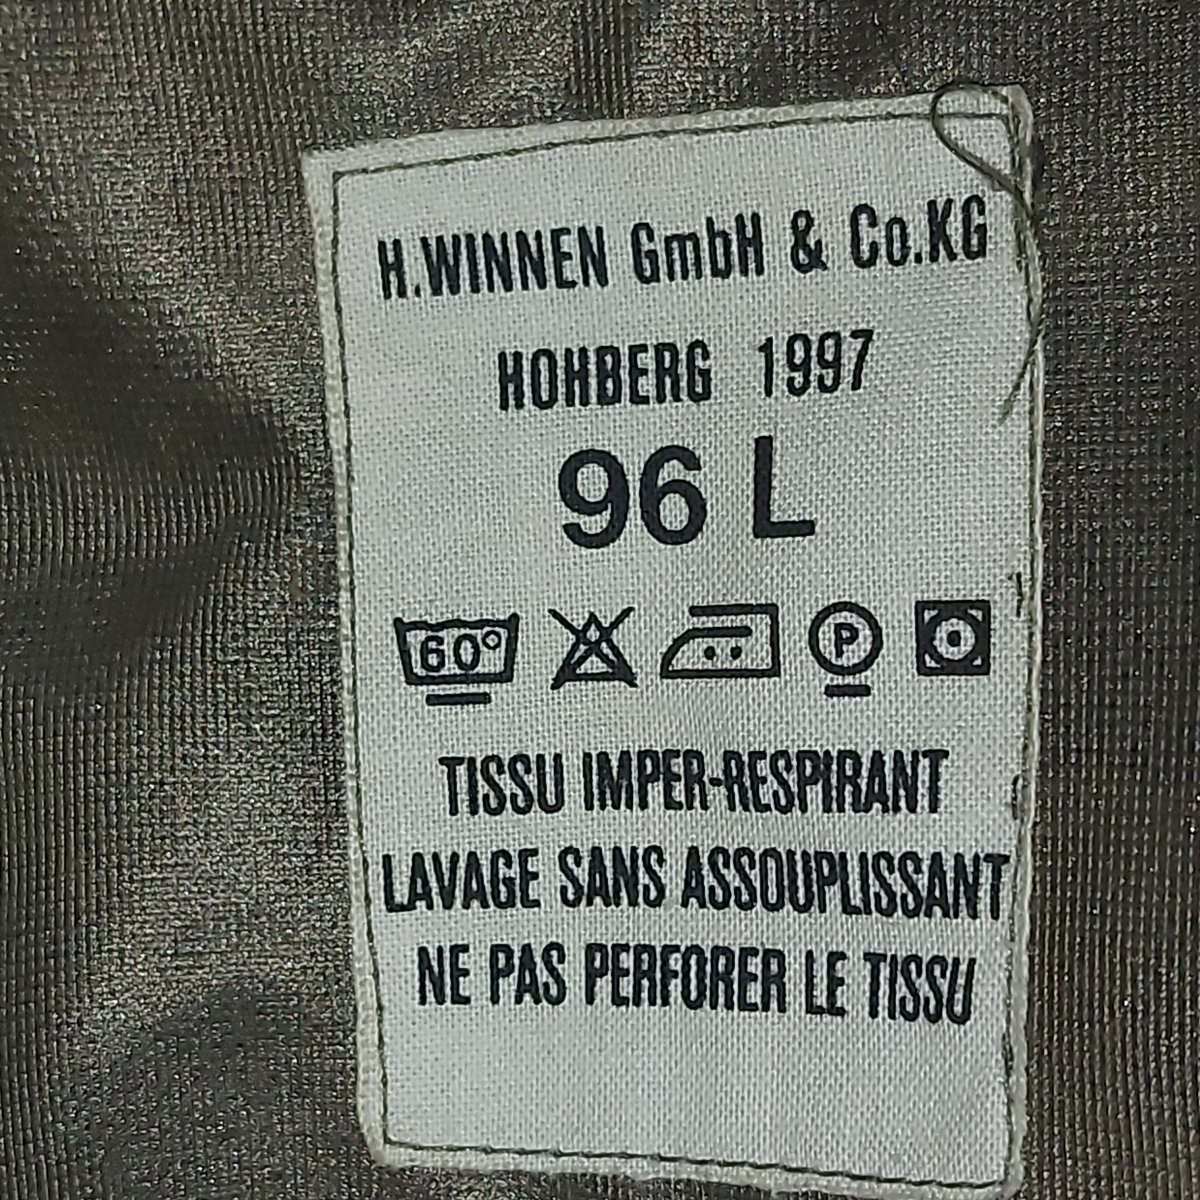 H.WINNEN GmbH & Co.KG
HOHBERG 1997
96 L
60° P
TISSU IMPER-RESPIRANT
LAVAGE SANS ASSOUPLISSANT
NE PAS PERFORER LE TISSU